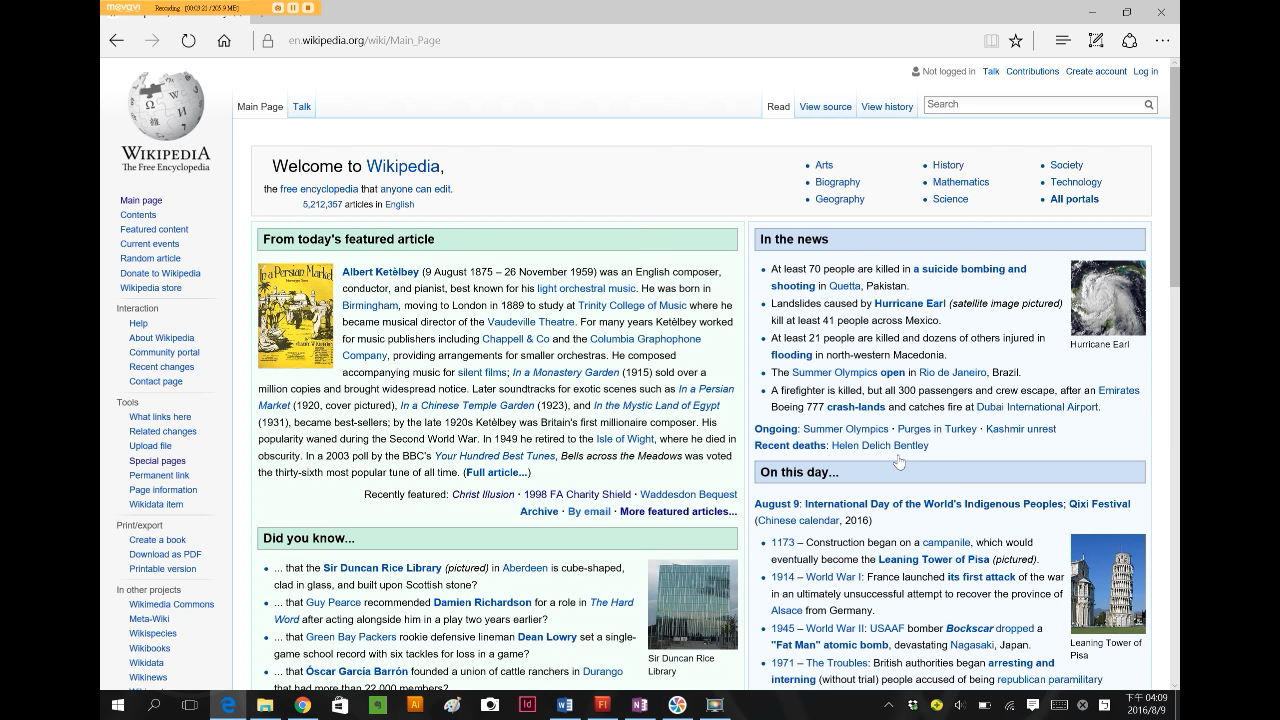 movavi Recording [00:03:21 / 205.9 MB]
en.wikipedia.org/wiki/Main_Page
Not logged in Talk Contributions Create account Log in
Main Page Talk Read View source View history Search
WIKIPEDIA
The Free Encyclopedia
Main page
Contents
Featured content
Current events
Random article
Donate to Wikipedia
Wikipedia store
Interaction
Help
About Wikipedia
Community portal
Recent changes
Contact page
Tools
What links here
Related changes
Upload file
Special pages
Permanent link
Page information
Wikidata item
Print/export
Create a book
Download as PDF
Printable version
In other projects
Wikimedia Commons
Meta-Wiki
Wikispecies
Wikibooks
Wikidata
Wikinews
Welcome to Wikipedia,
the free encyclopedia that anyone can edit.
5,212,367 articles in English
Arts
Biography
Geography
History
Mathematics
Science
Society
Technology
All portals
From today's featured article
In a Persian Market
Albert Ketèlbey (9 August 1875 – 26 November 1959) was an English composer,
conductor, and pianist, best known for his light orchestral music. He was born in
Birmingham, moving to London in 1889 to study at Trinity College of Music where he
became musical director of the Vaudeville Theatre. For many years Ketèlbey worked
for music publishers including Chappell & Co and the Columbia Graphophone
Company, providing arrangements for smaller orchestras. He composed
accompanying music for silent films; In a Monastery Garden (1915) sold over a
million copies and brought widespread notice. Later soundtracks for exotic scenes such as In a Persian
Market (1920, cover pictured), In a Chinese Temple Garden (1923), and In the Mystic Land of Egypt
(1931), became best-sellers; by the late 1920s Ketèlbey was Britain's first millionaire composer. His
popularity waned during the Second World War. In 1949 he retired to the Isle of Wight, where he died in
obscurity. In a 2003 poll by the BBC's Your Hundred Best Tunes, Bells across the Meadows was voted
the thirty-sixth most popular tune of all time. (Full article...)
Recently featured: Christ Illusion · 1998 FA Charity Shield · Waddesdon Bequest
Archive · By email · More featured articles...
Did you know...
... that the Sir Duncan Rice Library (pictured) in Aberdeen is cube-shaped,
clad in glass, and built upon Scottish stone?
... that Guy Pearce recommended Damien Richardson for a role in The Hard
Word after acting alongside him in a play two years earlier?
... that Green Bay Packers rookie defensive lineman Dean Lowry set a single-
game school record with six tackles for loss in a game?
... that Óscar García Barrón founded a union of cattle ranchers in Durango
that had more than 22,000 members?
Sir Duncan Rice
Library
In the news
At least 70 people are killed in a suicide bombing and
shooting in Quetta, Pakistan.
Landslides caused by Hurricane Earl (satellite image pictured)
kill at least 41 people across Mexico.
At least 21 people are killed and dozens of others injured in
flooding in north-western Macedonia.
The Summer Olympics open in Rio de Janeiro, Brazil.
A firefighter is killed, but all 300 passengers and crew escape, after an Emirates
Boeing 777 crash-lands and catches fire at Dubai International Airport.
Hurricane Earl
Ongoing: Summer Olympics · Purges in Turkey · Kashmir unrest
Recent deaths: Helen Delich Bentley
On this day...
August 9: International Day of the World's Indigenous Peoples; Qixi Festival
(Chinese calendar, 2016)
1173 – Construction began on a campanile, which would
eventually become the Leaning Tower of Pisa (pictured).
1914 – World War I: France launched its first attack of the war
in an ultimately unsuccessful attempt to recover the province of
Alsace from Germany.
1945 – World War II: USAAF bomber Bockscar dropped a
"Fat Man" atomic bomb, devastating Nagasaki, Japan.
1971 – The Troubles: British authorities began arresting and
interning (without trial) people accused of being republican paramilitary
Leaning Tower of
Pisa
下午 04:09
2016/8/9